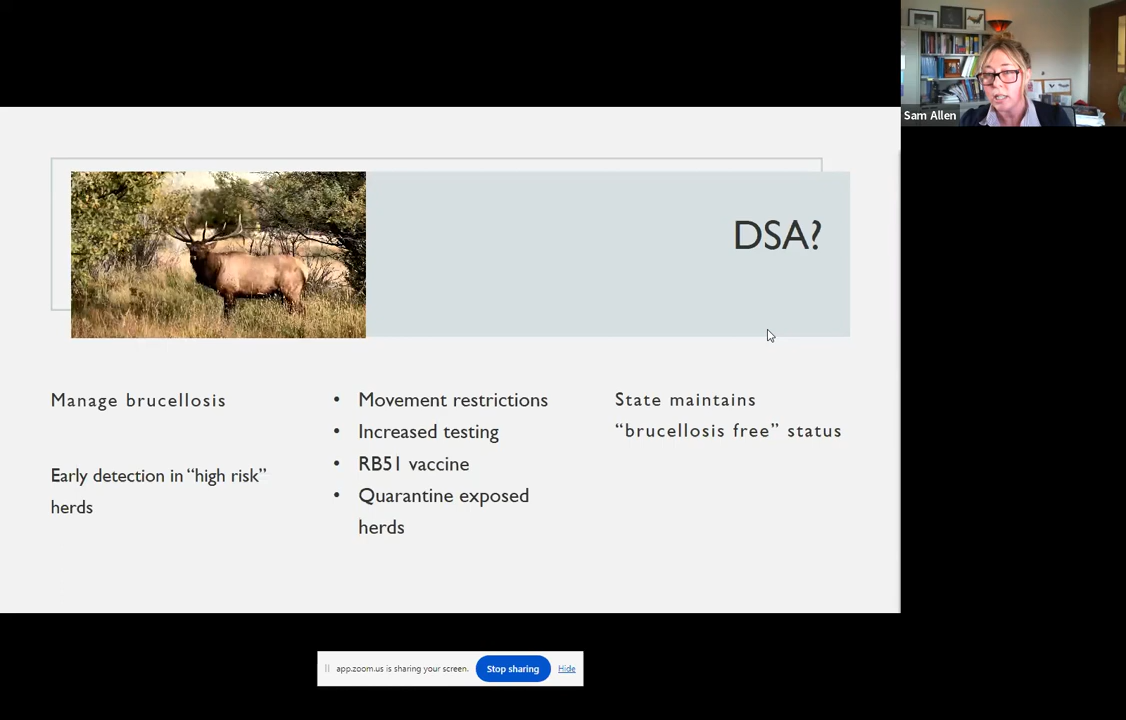 Sam Allen
DSA?
Manage brucellosis
Early detection in “high risk”
herds
• Movement restrictions
• Increased testing
• RB51 vaccine
• Quarantine exposed
herds
State maintains
“brucellosis free” status
app.zoom.us is sharing your screen.
Stop sharing
Hide